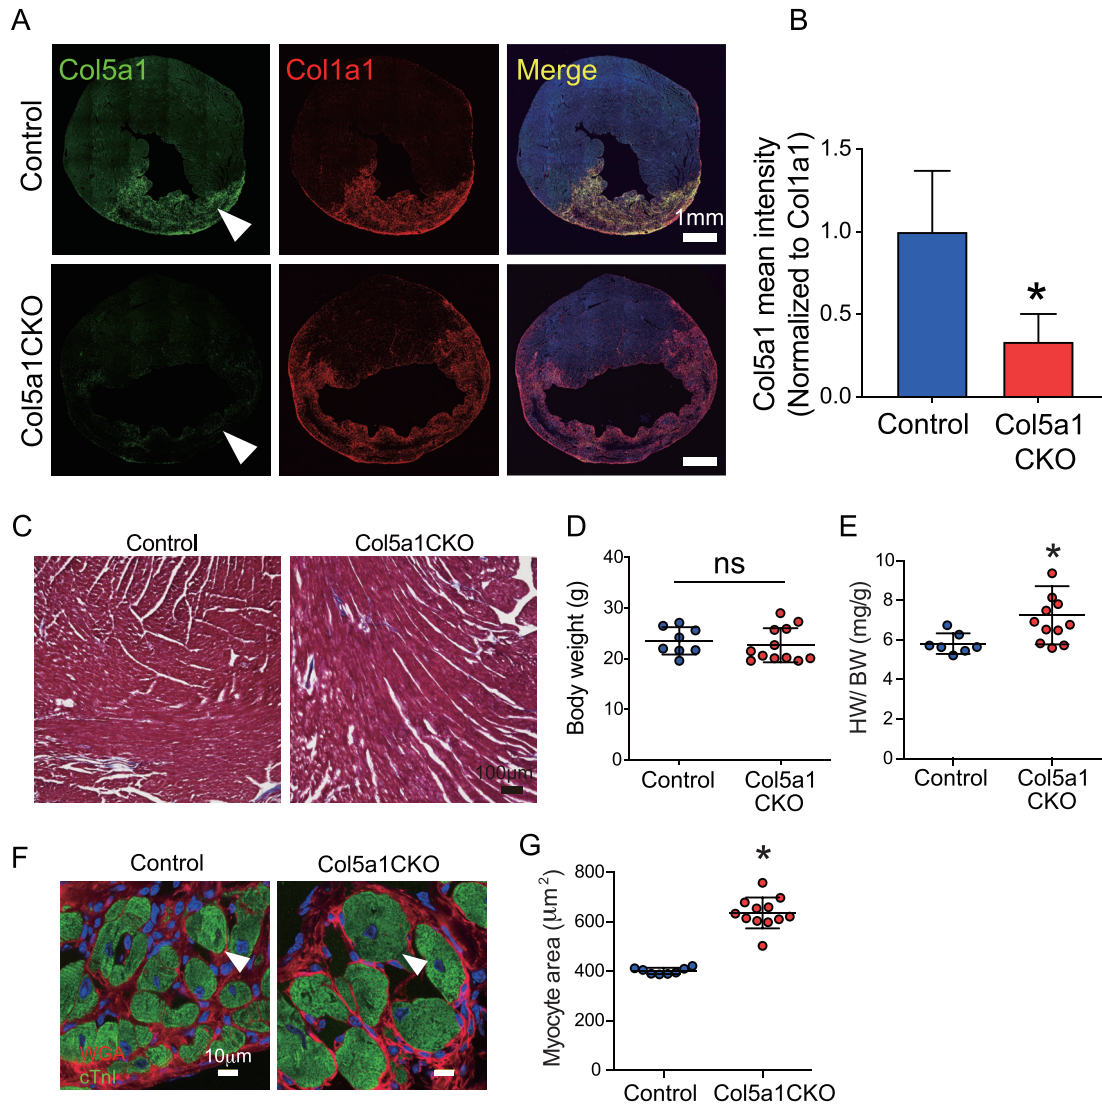 A
Col5a1
Col1a1
Merge
Control
1mm
Col5a1CKO
B
Col5a1 mean intensity
(Normalized to Col1a1)
1.5
1.0
0.5
0.0
*
Control
Col5a1
CKO
C
Control
Col5a1CKO
100μm
D
Body weight (g)
40
30
20
10
0
ns
Control
Col5a1
CKO
E
HW/ BW (mg/g)
10
8
6
4
2
0
*
Control
Col5a1
CKO
F
Control
Col5a1CKO
WGA
cTnI
10μm
G
Myocyte area (μm²)
800
600
400
200
0
*
Control
Col5a1CKO